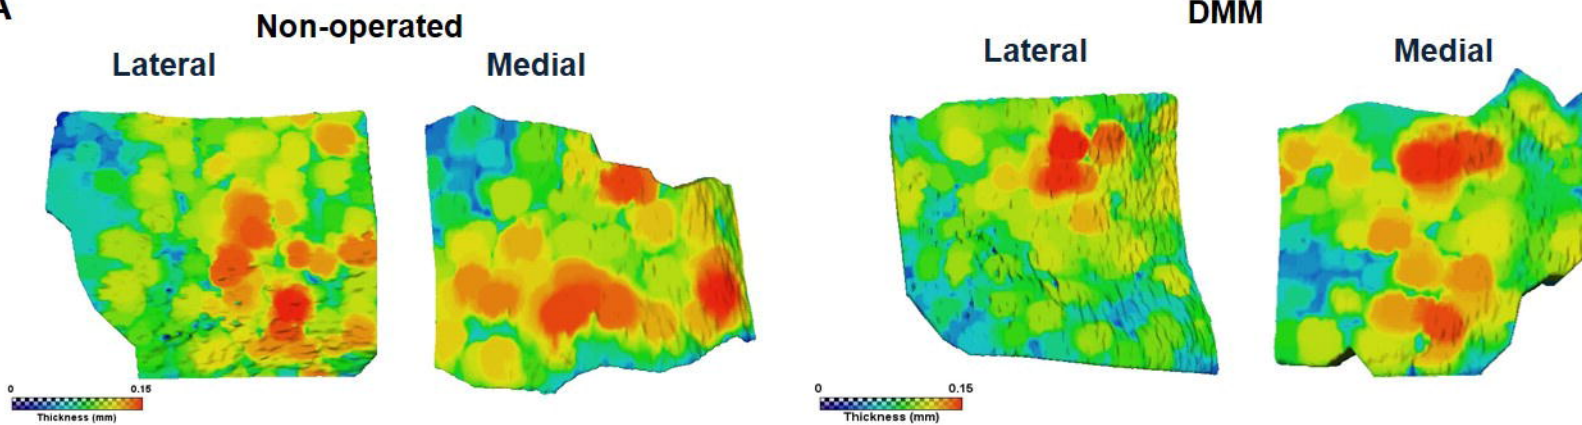 A
Non-operated
DMM
Lateral
Medial
Lateral
Medial
0
0.15
Thickness (mm)
0
0.15
Thickness (mm)